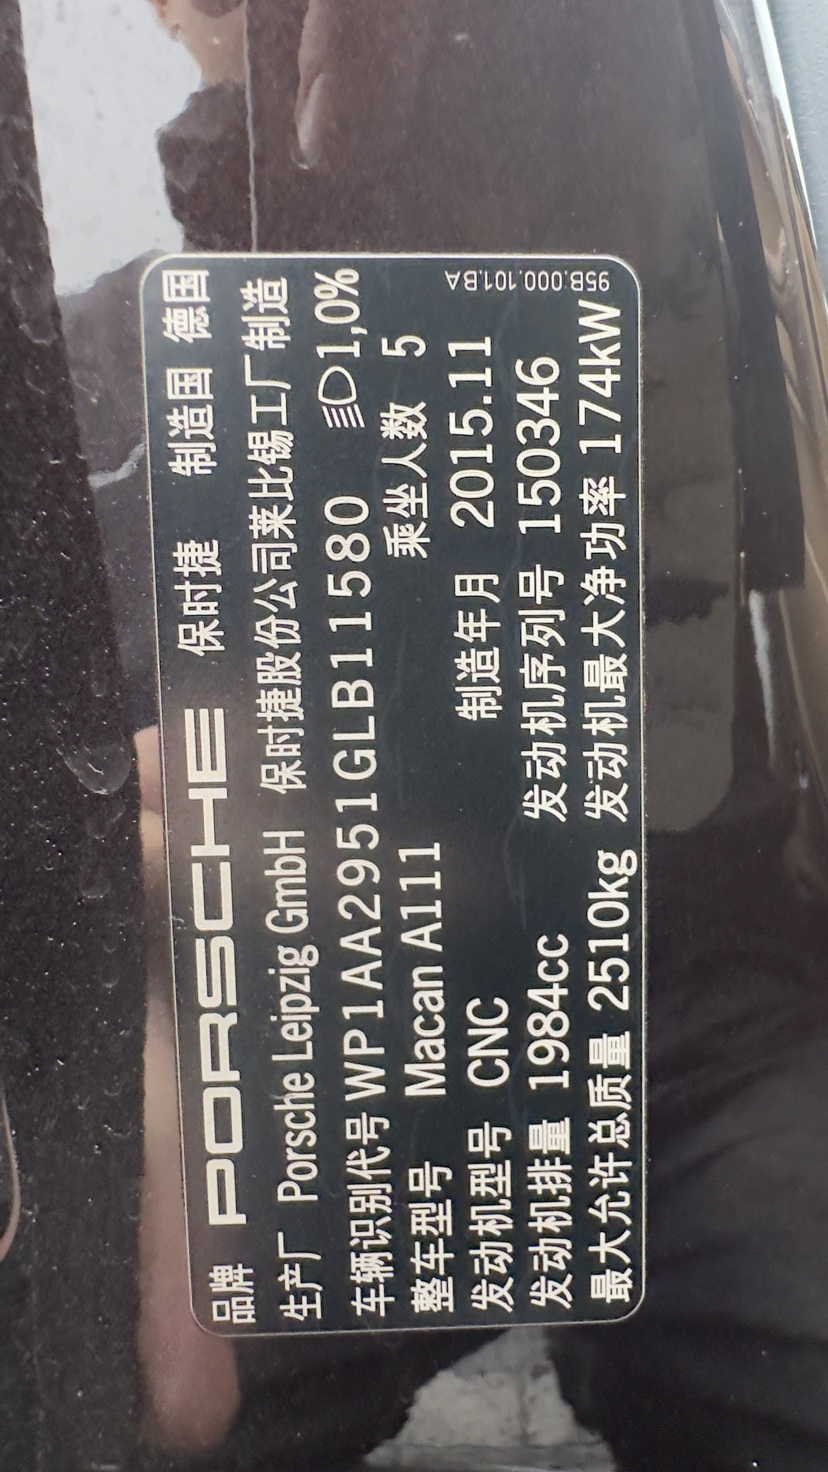 品牌 PORSCHE 保时捷 制造国 德国
生产厂 Porsche Leipzig GmbH 保时捷股份公司莱比锡工厂制造
车辆识别代号 WP1AA2951GLB11580 1,0%
整车型号 Macan A111 乘坐人数 5
发动机型号 CNC 制造年月 2015.11
发动机排量 1984cc 发动机序列号 150346
最大允许总质量 2510kg 发动机最大净功率 174kW
95B.000.101.BA